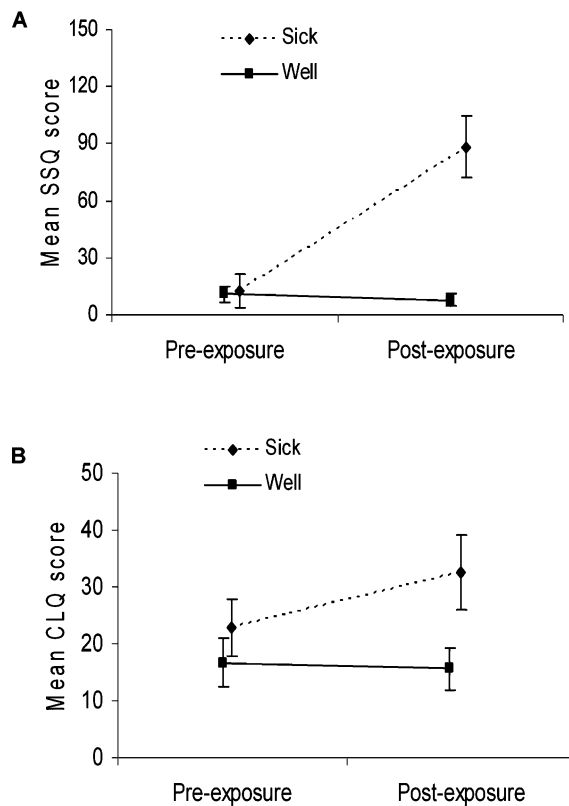 A
150
120
90
60
30
0
Mean SSQ score
Sick
Well
Pre-exposure
Post-exposure
B
50
40
30
20
10
0
Mean CLQ score
Sick
Well
Pre-exposure
Post-exposure